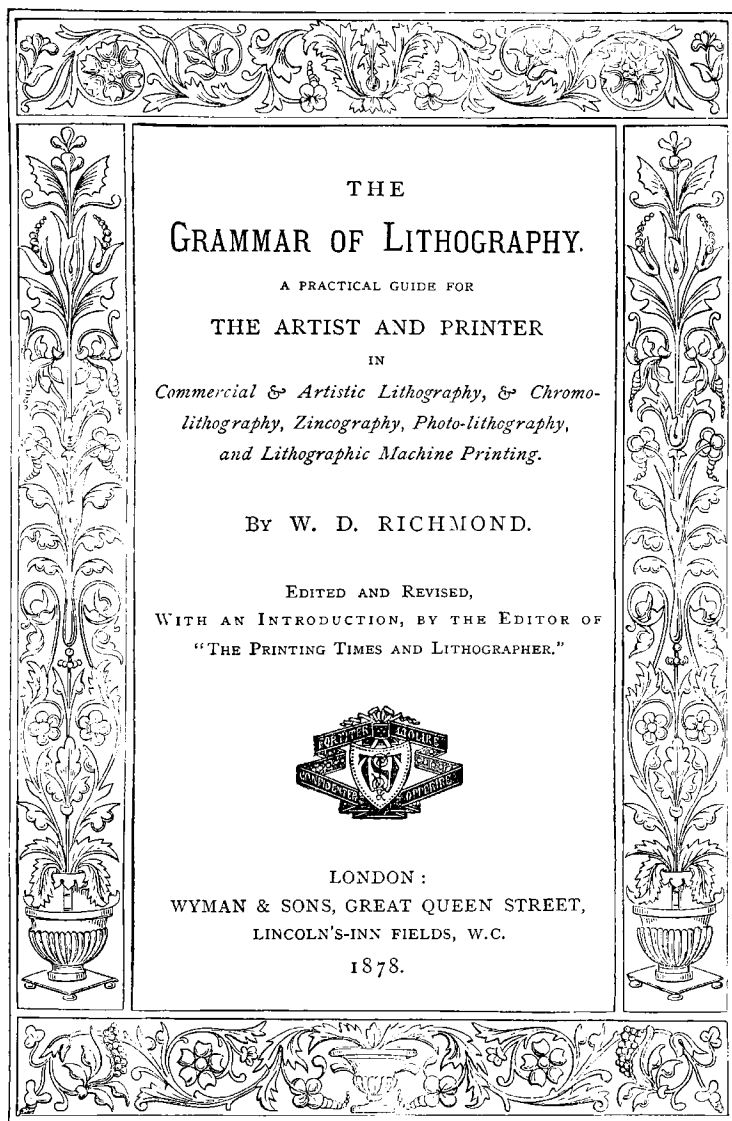 THE
GRAMMAR OF LITHOGRAPHY.
A PRACTICAL GUIDE FOR
THE ARTIST AND PRINTER
IN
Commercial & Artistic Lithography, & Chromo-
lithography, Zincography, Photo-lithography,
and Lithographic Machine Printing.
BY W. D. RICHMOND.
EDITED AND REVISED,
WITH AN INTRODUCTION, BY THE EDITOR OF
"THE PRINTING TIMES AND LITHOGRAPHER."
LONDON:
WYMAN & SONS, GREAT QUEEN STREET,
LINCOLN'S-INN FIELDS, W.C.
1878.